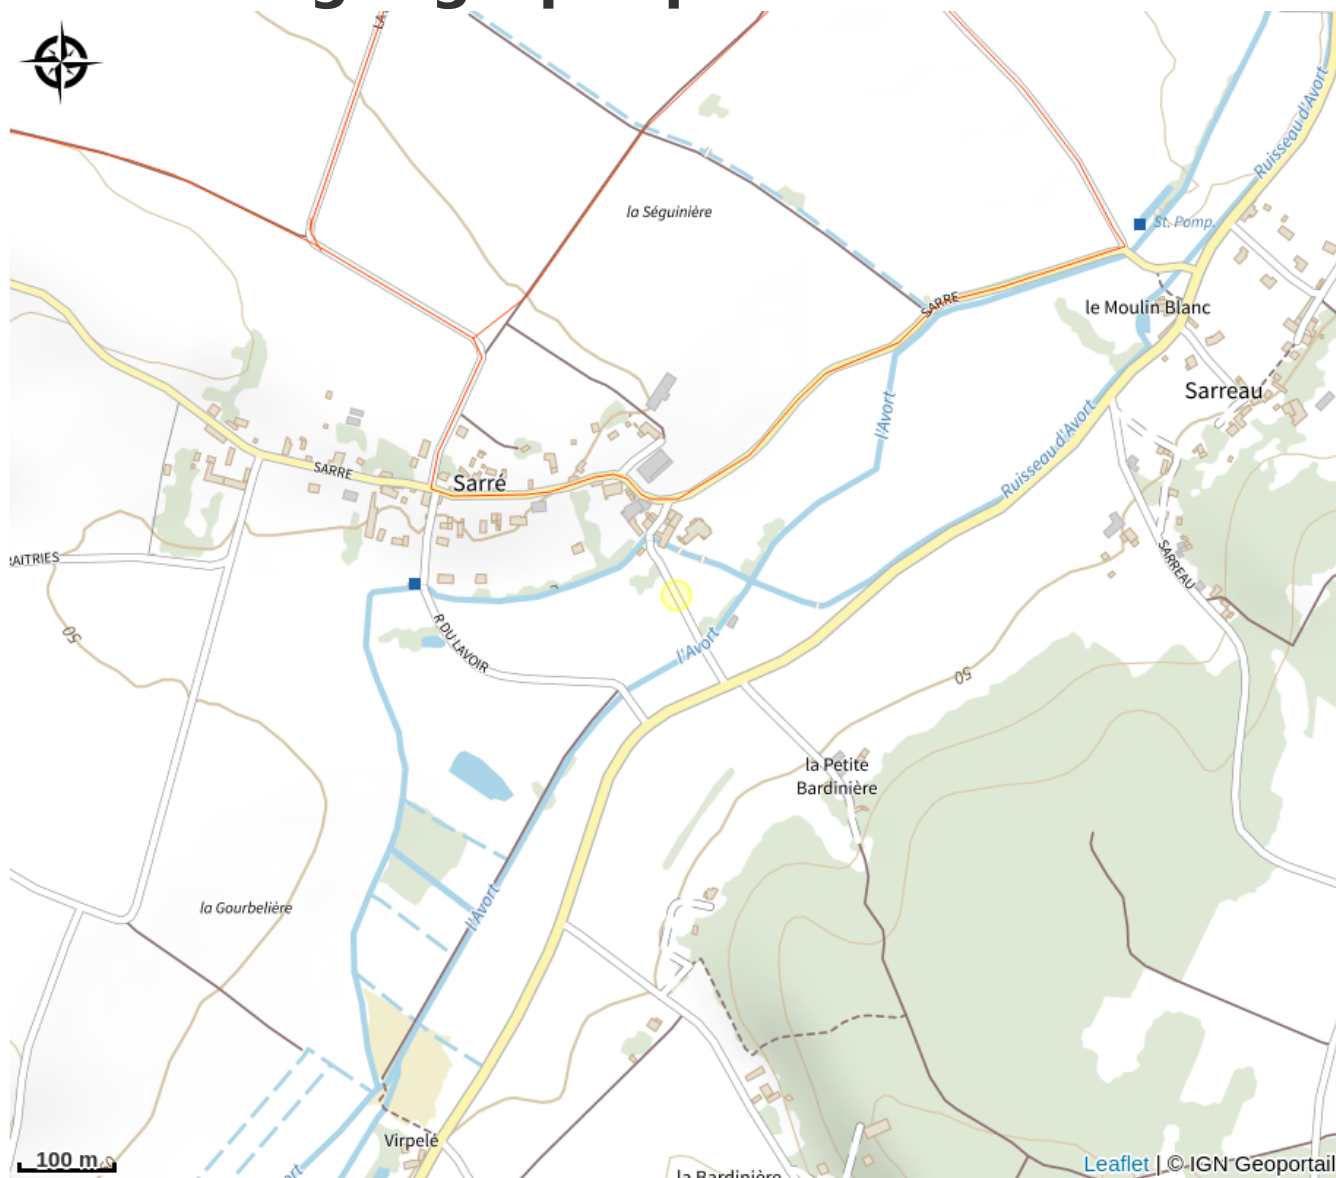 Ruisseau d'Avort
la Séguinière
St. Pomp.
SARRE
le Moulin Blanc
Sarreau
l'Avort
Ruisseau d'Avort
SARRE
Sarré
SARREAU
50
R DU LAVOIR
l'Avort
50
la Petite
Bardinière
l'Avort
la Gourbelière
Virpelé
100 m
Leaflet | © IGN Geoportail
la Bardinière